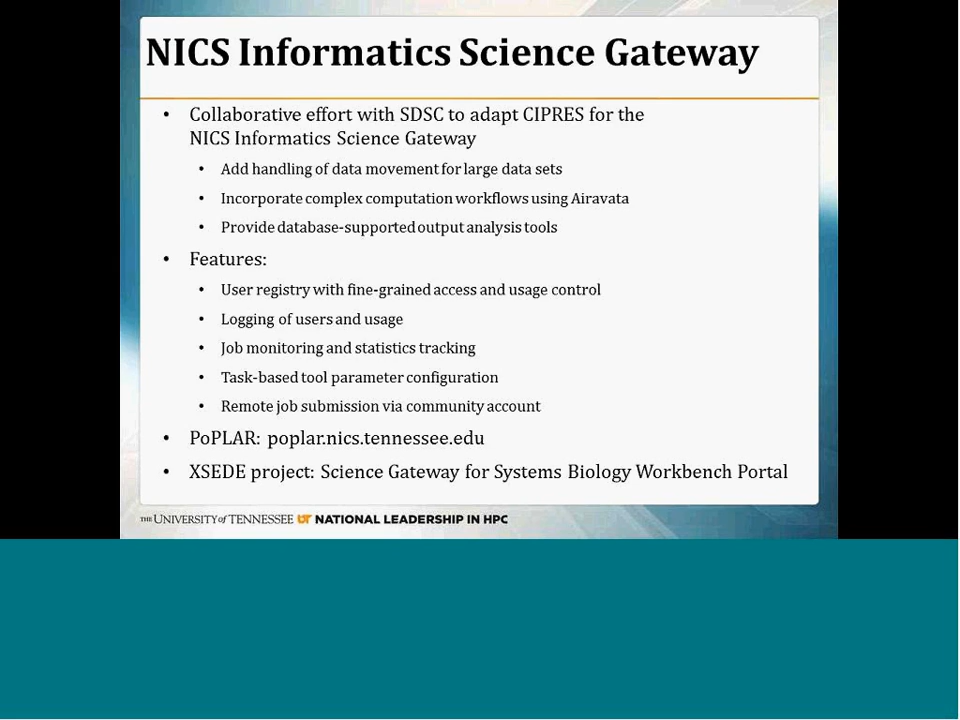 NICS Informatics Science Gateway
• Collaborative effort with SDSC to adapt CIPRES for the
NICS Informatics Science Gateway
• Add handling of data movement for large data sets
• Incorporate complex computation workflows using Airavata
• Provide database-supported output analysis tools
• Features:
• User registry with fine-grained access and usage control
• Logging of users and usage
• Job monitoring and statistics tracking
• Task-based tool parameter configuration
• Remote job submission via community account
• PoPLAR: poplar.nics.tennessee.edu
• XSEDE project: Science Gateway for Systems Biology Workbench Portal
THE UNIVERSITY of TENNESSEE UT NATIONAL LEADERSHIP IN HPC